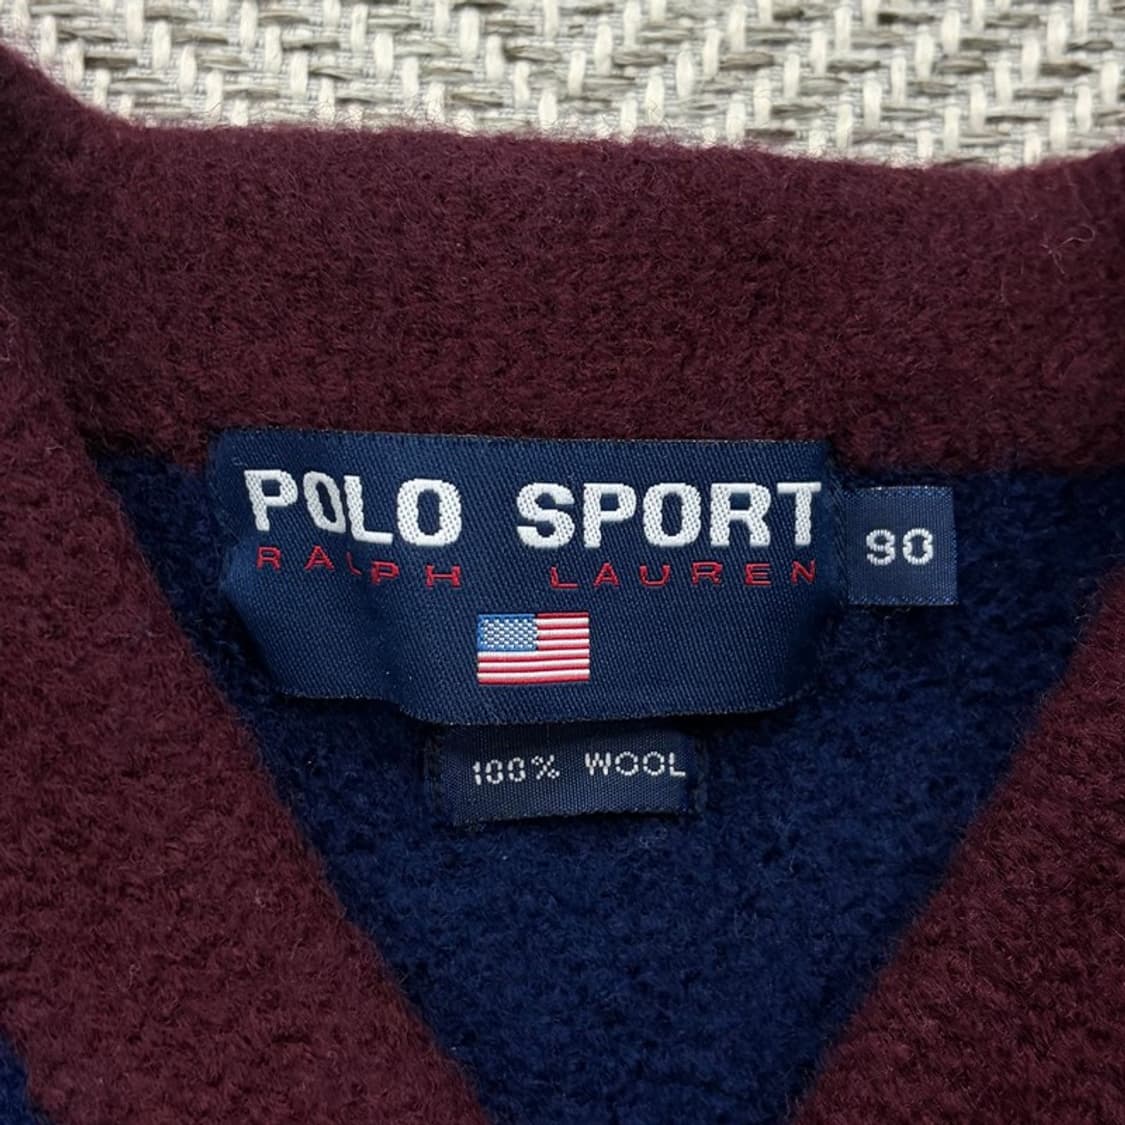 POLO SPORT
RALPH LAUREN
90
100% WOOL